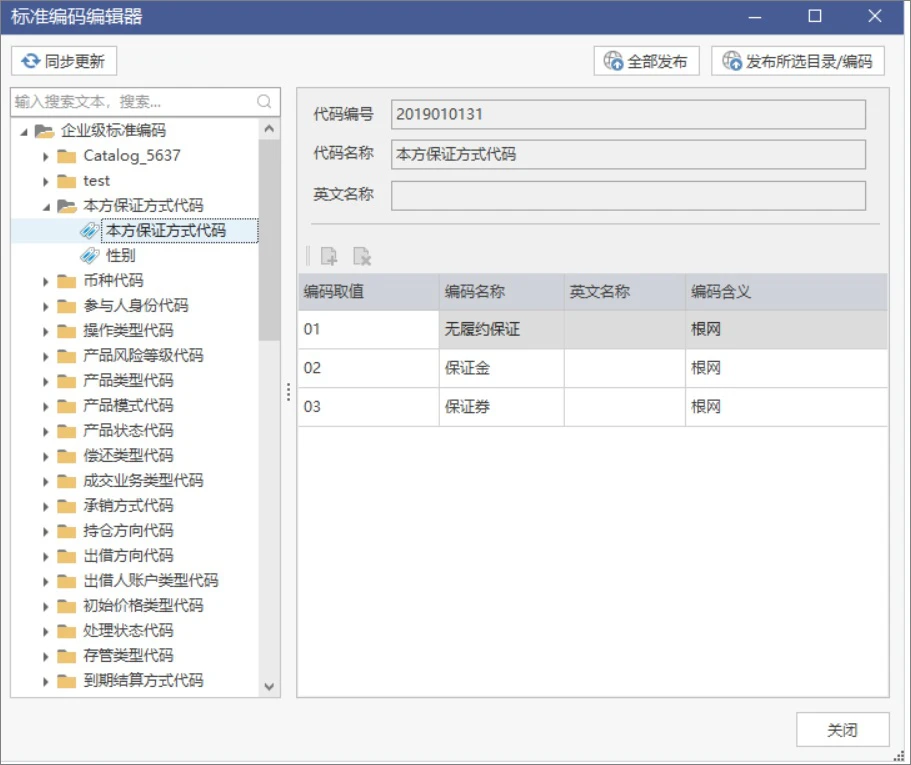 标准编码编辑器
同步更新
全部发布
发布所选目录/编码
输入搜索文本，搜索...
企业级标准编码
Catalog_5637
test
本方保证方式代码
本方保证方式代码
性别
币种代码
参与人身份代码
操作类型代码
产品风险等级代码
产品类型代码
产品模式代码
产品状态代码
偿还类型代码
成交业务类型代码
承销方式代码
持仓方向代码
出借方向代码
出借人账户类型代码
初始价格类型代码
处理状态代码
存管类型代码
到期结算方式代码
代码编号 2019010131
代码名称 本方保证方式代码
英文名称
编码取值 编码名称 英文名称 编码含义
01 无履约保证 根网
02 保证金 根网
03 保证券 根网
关闭